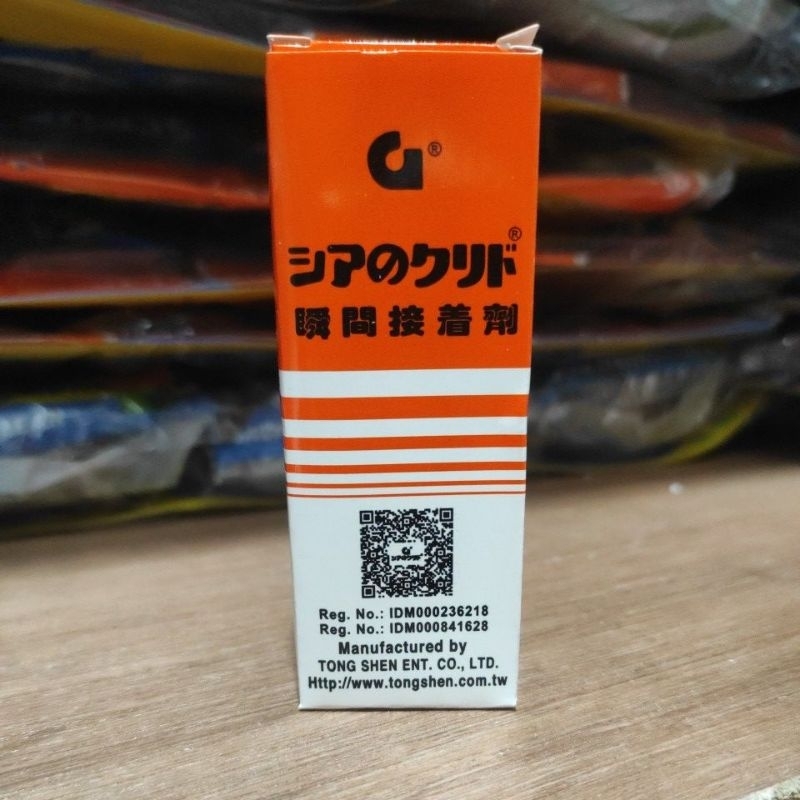 G®
シアのクリド®
瞬間接着剤
Reg. No.: IDM000236218
Reg. No.: IDM000841628
Manufactured by
TONG SHEN ENT. CO., LTD.
Http://www.tongshen.com.tw